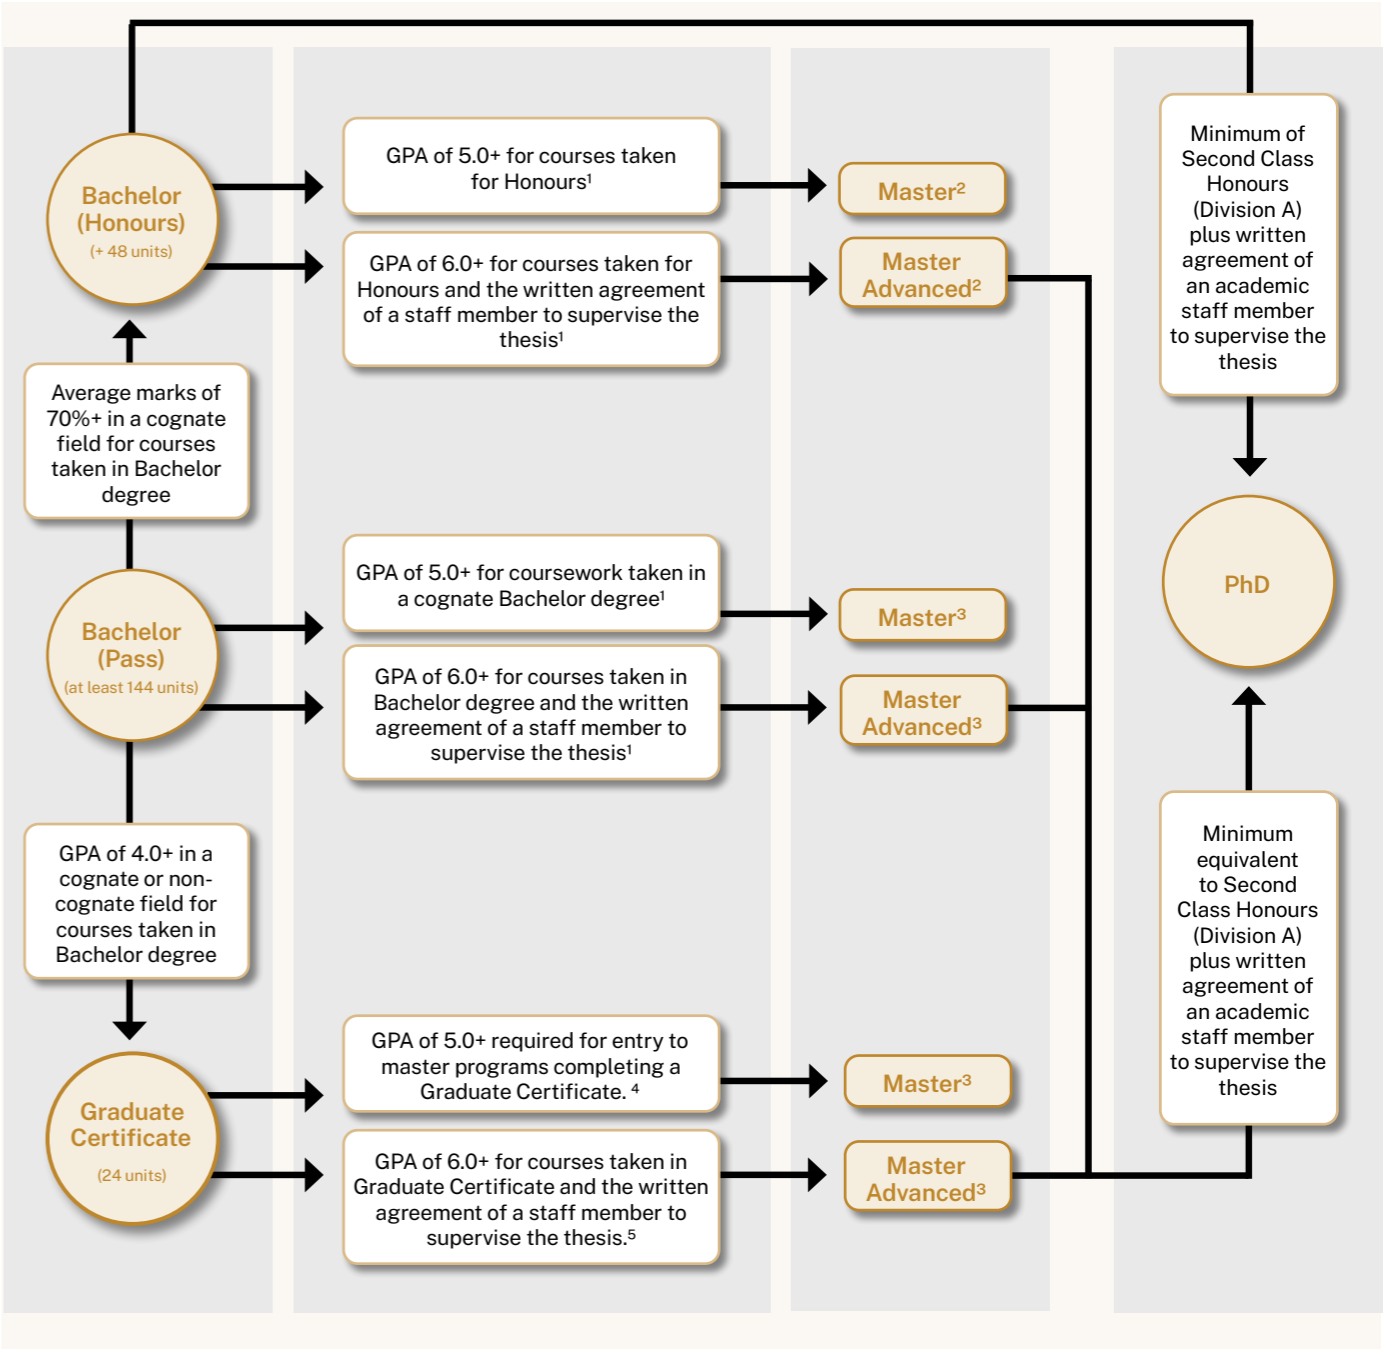 Bachelor
(Honours)
(+ 48 units)
Average marks of
70%+ in a cognate
field for courses
taken in Bachelor
degree
Bachelor
(Pass)
(at least 144 units)
GPA of 4.0+ in a
cognate or non-
cognate field for
courses taken in
Bachelor degree
Graduate
Certificate
(24 units)
GPA of 5.0+ for courses taken
for Honours¹
GPA of 6.0+ for courses taken for
Honours and the written agreement
of a staff member to supervise the
thesis¹
GPA of 5.0+ for coursework taken in
a cognate Bachelor degree¹
GPA of 6.0+ for courses taken in
Bachelor degree and the written
agreement of a staff member to
supervise the thesis¹
GPA of 5.0+ required for entry to
master programs completing a
Graduate Certificate. ⁴
GPA of 6.0+ for courses taken in
Graduate Certificate and the written
agreement of a staff member to
supervise the thesis.⁵
Master²
Master
Advanced²
Master³
Master
Advanced³
Master³
Master
Advanced³
Minimum of
Second Class
Honours
(Division A)
plus written
agreement of
an academic
staff member
to supervise the
thesis
PhD
Minimum
equivalent
to Second
Class Honours
(Division A)
plus written
agreement of
an academic
staff member
to supervise the
thesis